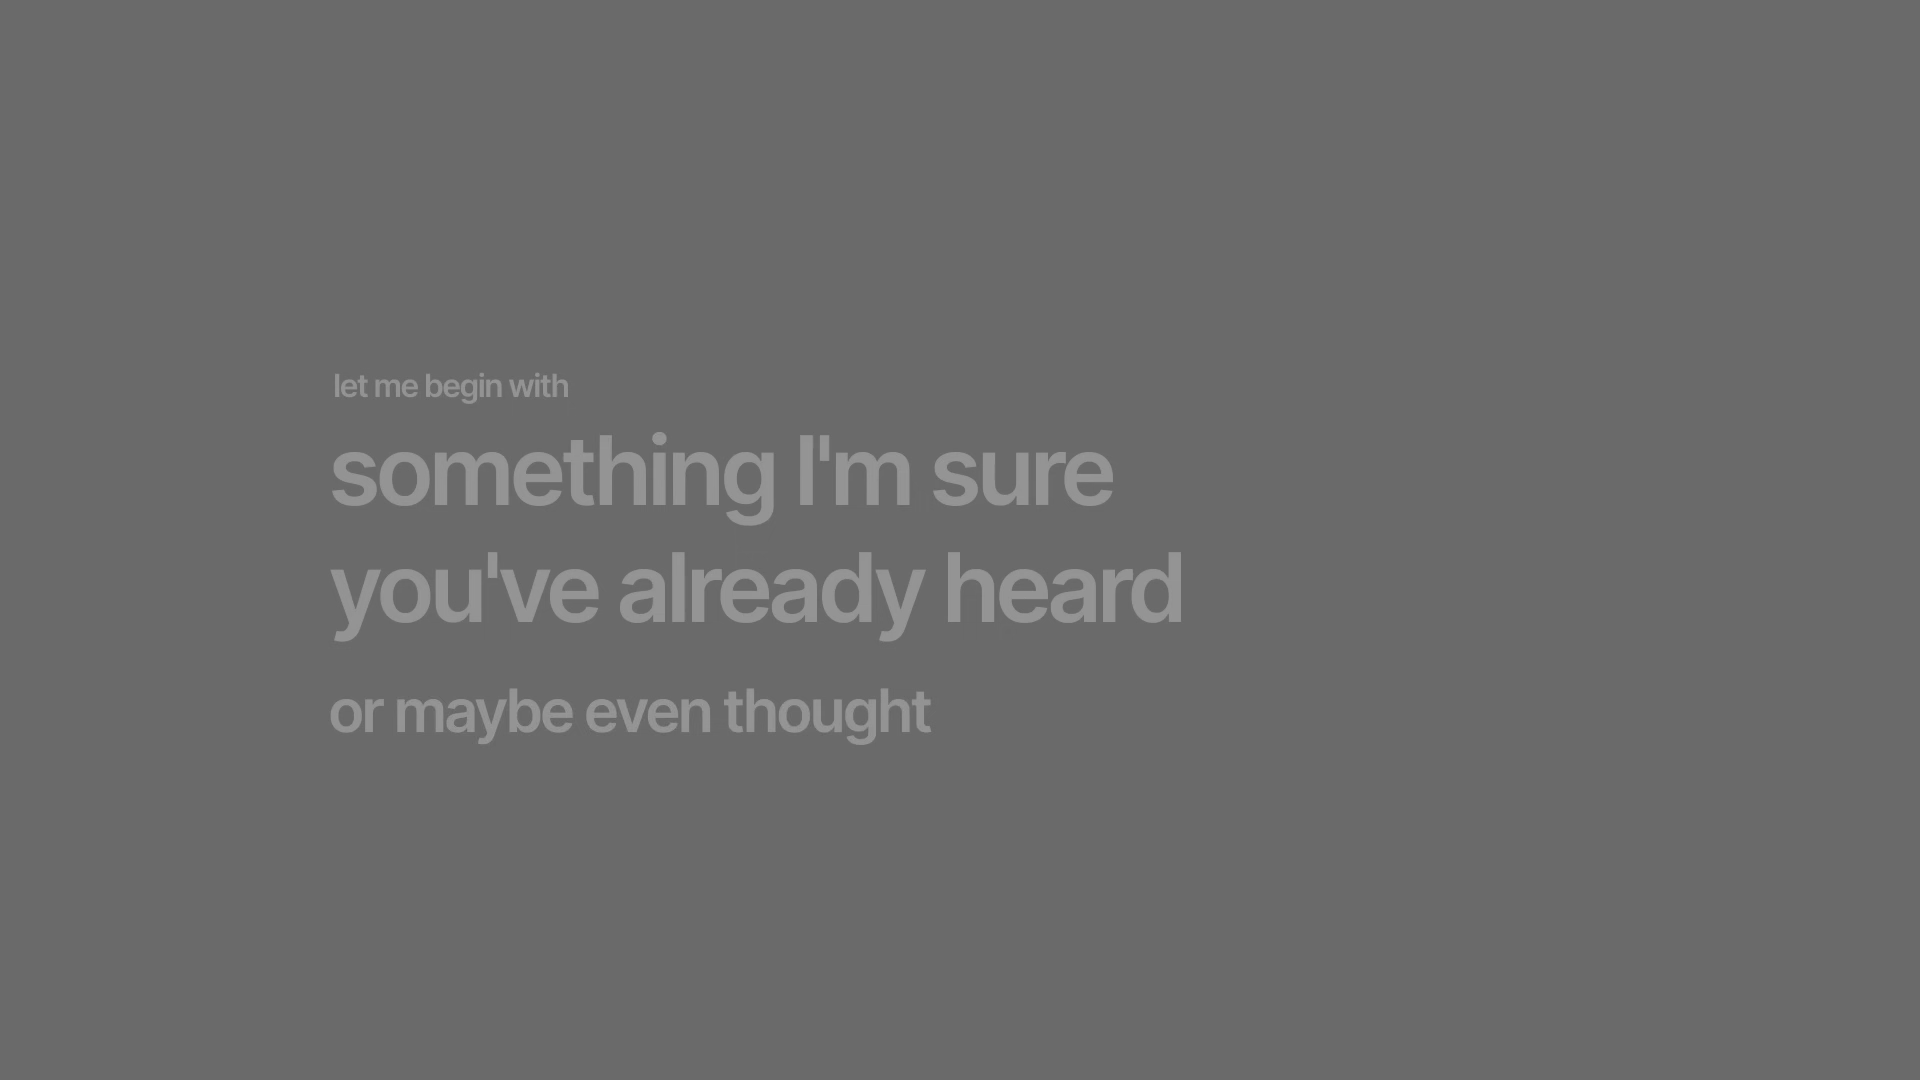 let me begin with
something I'm sure
you've already heard
or maybe even thought